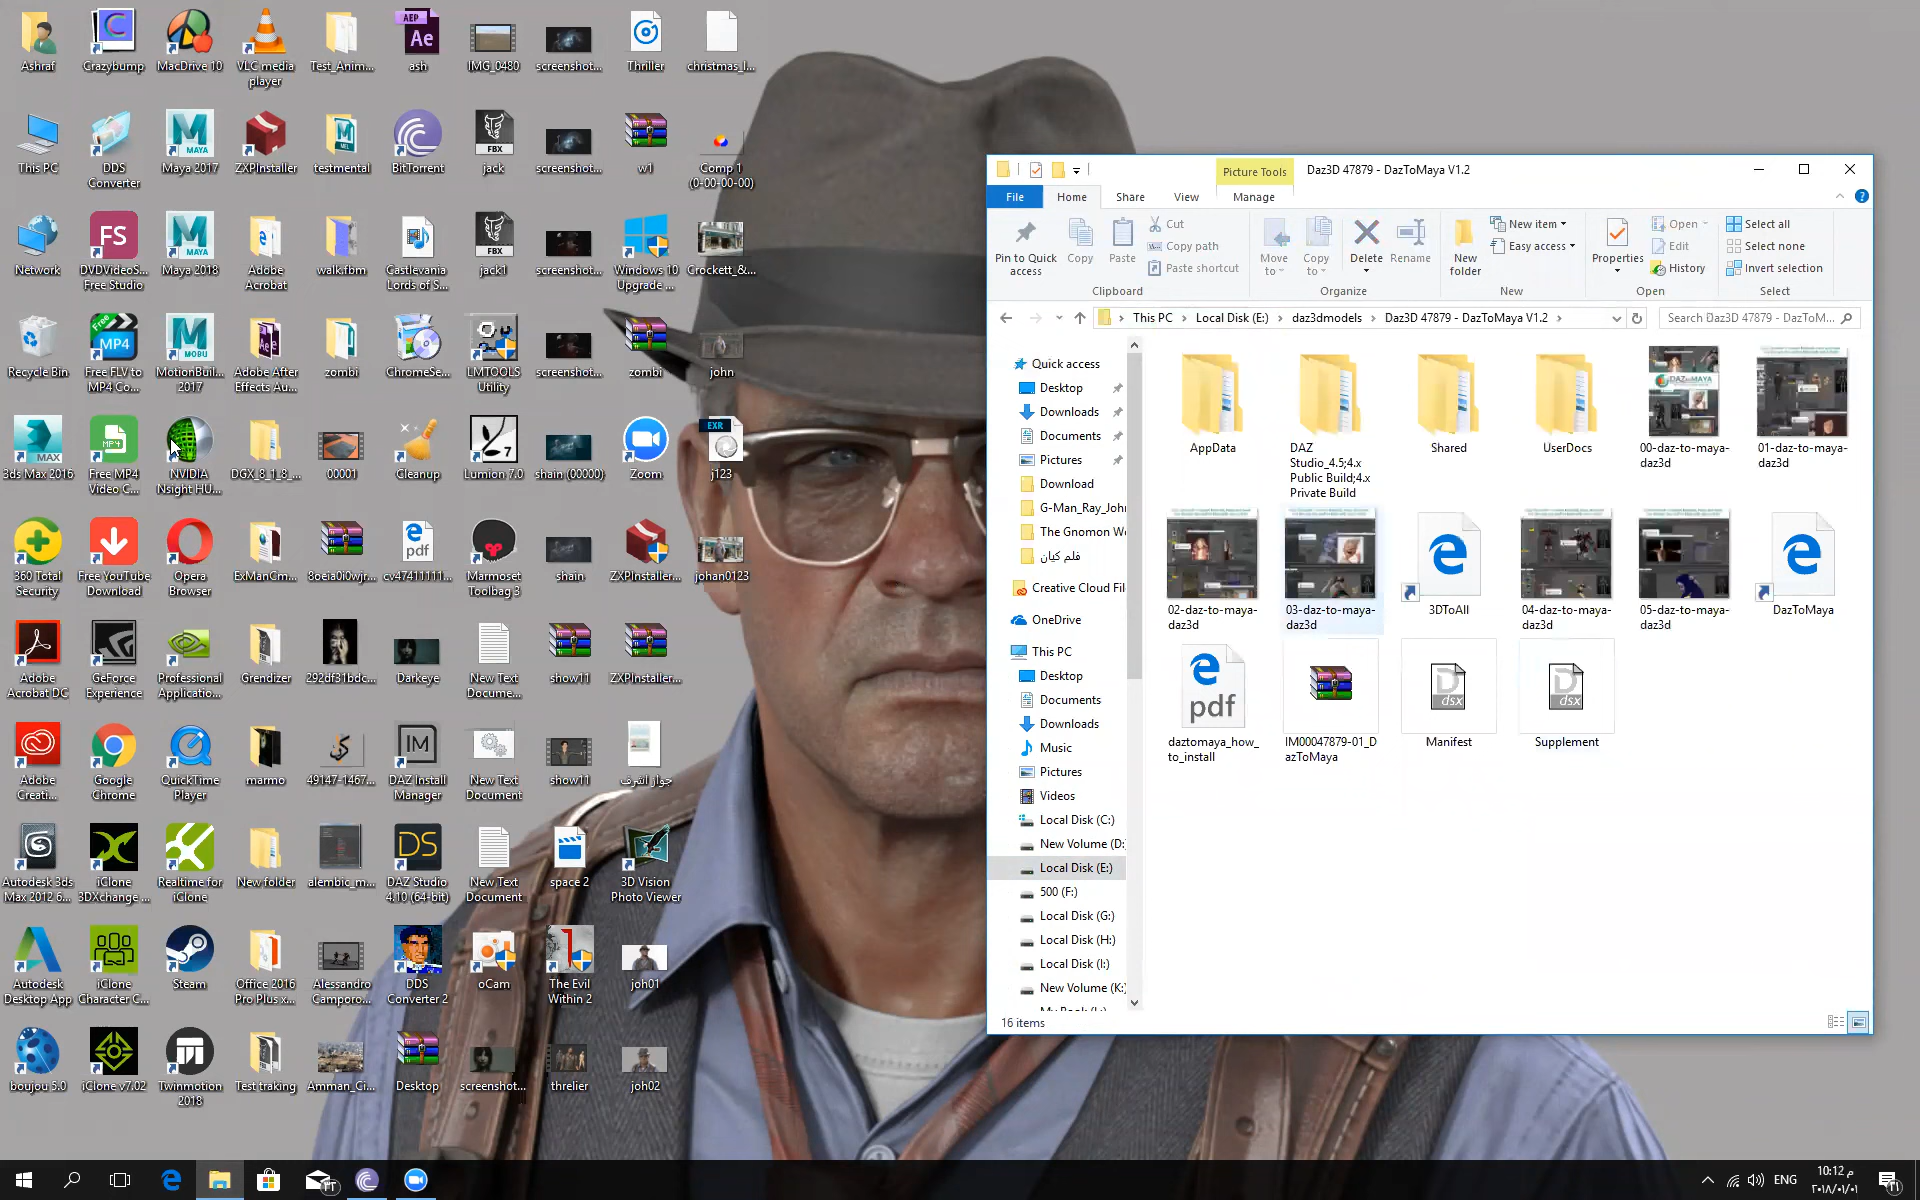 Ashraf
Crazybump
MacDrive 10
VLC media player
Test_Anim...
ash
IMG_0480
screenshot...
Thriller
christmas_l...
This PC
DDS Converter
Maya 2017
ZXPInstaller
testmental
BitTorrent
jack
screenshot...
w1
Comp 1 (0-00-00-00)
Network
DVDVideoS... Free Studio
Maya 2018
Adobe Acrobat
walk.fbm
Castlevania Lords of S...
jack1
screenshot...
Windows 10 Upgrade ...
Crockett_&...
Recycle Bin
Free FLV to MP4 Co...
MotionBuil... 2017
Adobe After Effects Au...
zombi
ChromeSe...
LMTOOLS Utility
screenshot...
zombi
john
3ds Max 2016
Free MP4 Video C...
NVIDIA Nsight HU...
DGX_8_1_8_...
00001
Cleanup
Lumion 7.0
shain (00000)
Zoom
j123
360 Total Security
Free YouTube Download
Opera Browser
ExManCm...
8oeia0i0wjr...
cv47411111...
Marmoset Toolbag 3
shain
ZXPInstaller...
johan0123
Adobe Acrobat DC
GeForce Experience
Professional Applicatio...
Grendizer
292df31bdc...
Darkeye
New Text Docume...
show11
ZXPInstaller...
Adobe Creati...
Google Chrome
QuickTime Player
marmo
49147-1467...
DAZ Install Manager
New Text Document
show11
جواز اشرف
Autodesk 3ds Max 2012 6...
iClone 3DXchange ...
Realtime for iClone
New folder
alembic_m...
DAZ Studio 4.10 (64-bit)
New Text Document
space 2
3D Vision Photo Viewer
Autodesk Desktop App
iClone Character C...
Steam
Office 2016 Pro Plus x...
Alessandro Camporo...
DDS Converter 2
oCam
The Evil Within 2
joh01
boujou 5.0
iClone v7.02
Twinmotion 2018
Test traking
Amman_Ci...
Desktop
screenshot...
threlier
joh02
Picture Tools
Daz3D 47879 - DazToMaya V1.2
File
Home
Share
View
Manage
Pin to Quick access
Copy
Paste
Cut
Copy path
Paste shortcut
Clipboard
Move to
Copy to
Delete
Rename
Organize
New folder
New item
Easy access
New
Properties
Open
Edit
History
Open
Select all
Select none
Invert selection
Select
This PC
Local Disk (E:)
daz3dmodels
Daz3D 47879 - DazToMaya V1.2
Search Daz3D 47879 - DazToM...
Quick access
Desktop
Downloads
Documents
Pictures
Download
G-Man_Ray_John
The Gnomon Wo
فلم كيان
Creative Cloud Fil
OneDrive
This PC
Desktop
Documents
Downloads
Music
Pictures
Videos
Local Disk (C:)
New Volume (D:)
Local Disk (E:)
500 (F:)
Local Disk (G:)
Local Disk (H:)
Local Disk (I:)
New Volume (K:)
AppData
DAZ Studio_4.5;4.x Public Build;4.x Private Build
Shared
UserDocs
00-daz-to-maya-daz3d
01-daz-to-maya-daz3d
02-daz-to-maya-daz3d
03-daz-to-maya-daz3d
3DToAll
04-daz-to-maya-daz3d
05-daz-to-maya-daz3d
DazToMaya
daztomaya_how_to_install
IM00047879-01_DazToMaya
Manifest
Supplement
16 items
ENG
10:12 م
٢٠١٨/٠١/٠١